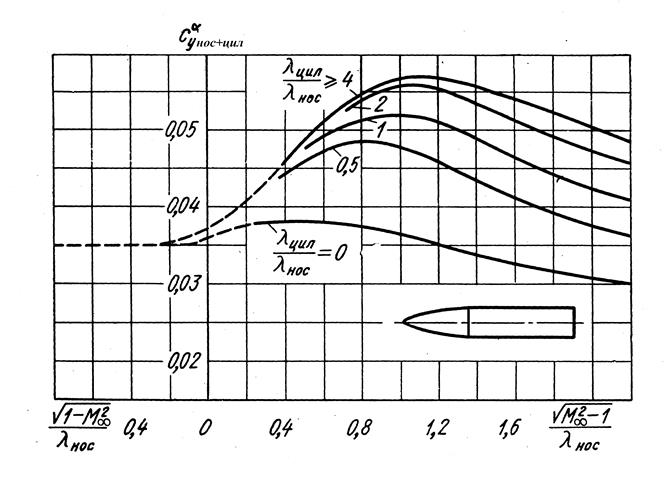 C^α_y нос+цил
λ_цил / λ_нос ⩾ 4
2
1
0,5
λ_цил / λ_нос = 0
0,05
0,04
0,03
0,02
√1−M²_∞ / λ_нос 0,4 0 0,4 0,8 1,2 1,6 √M²_∞−1 / λ_нос